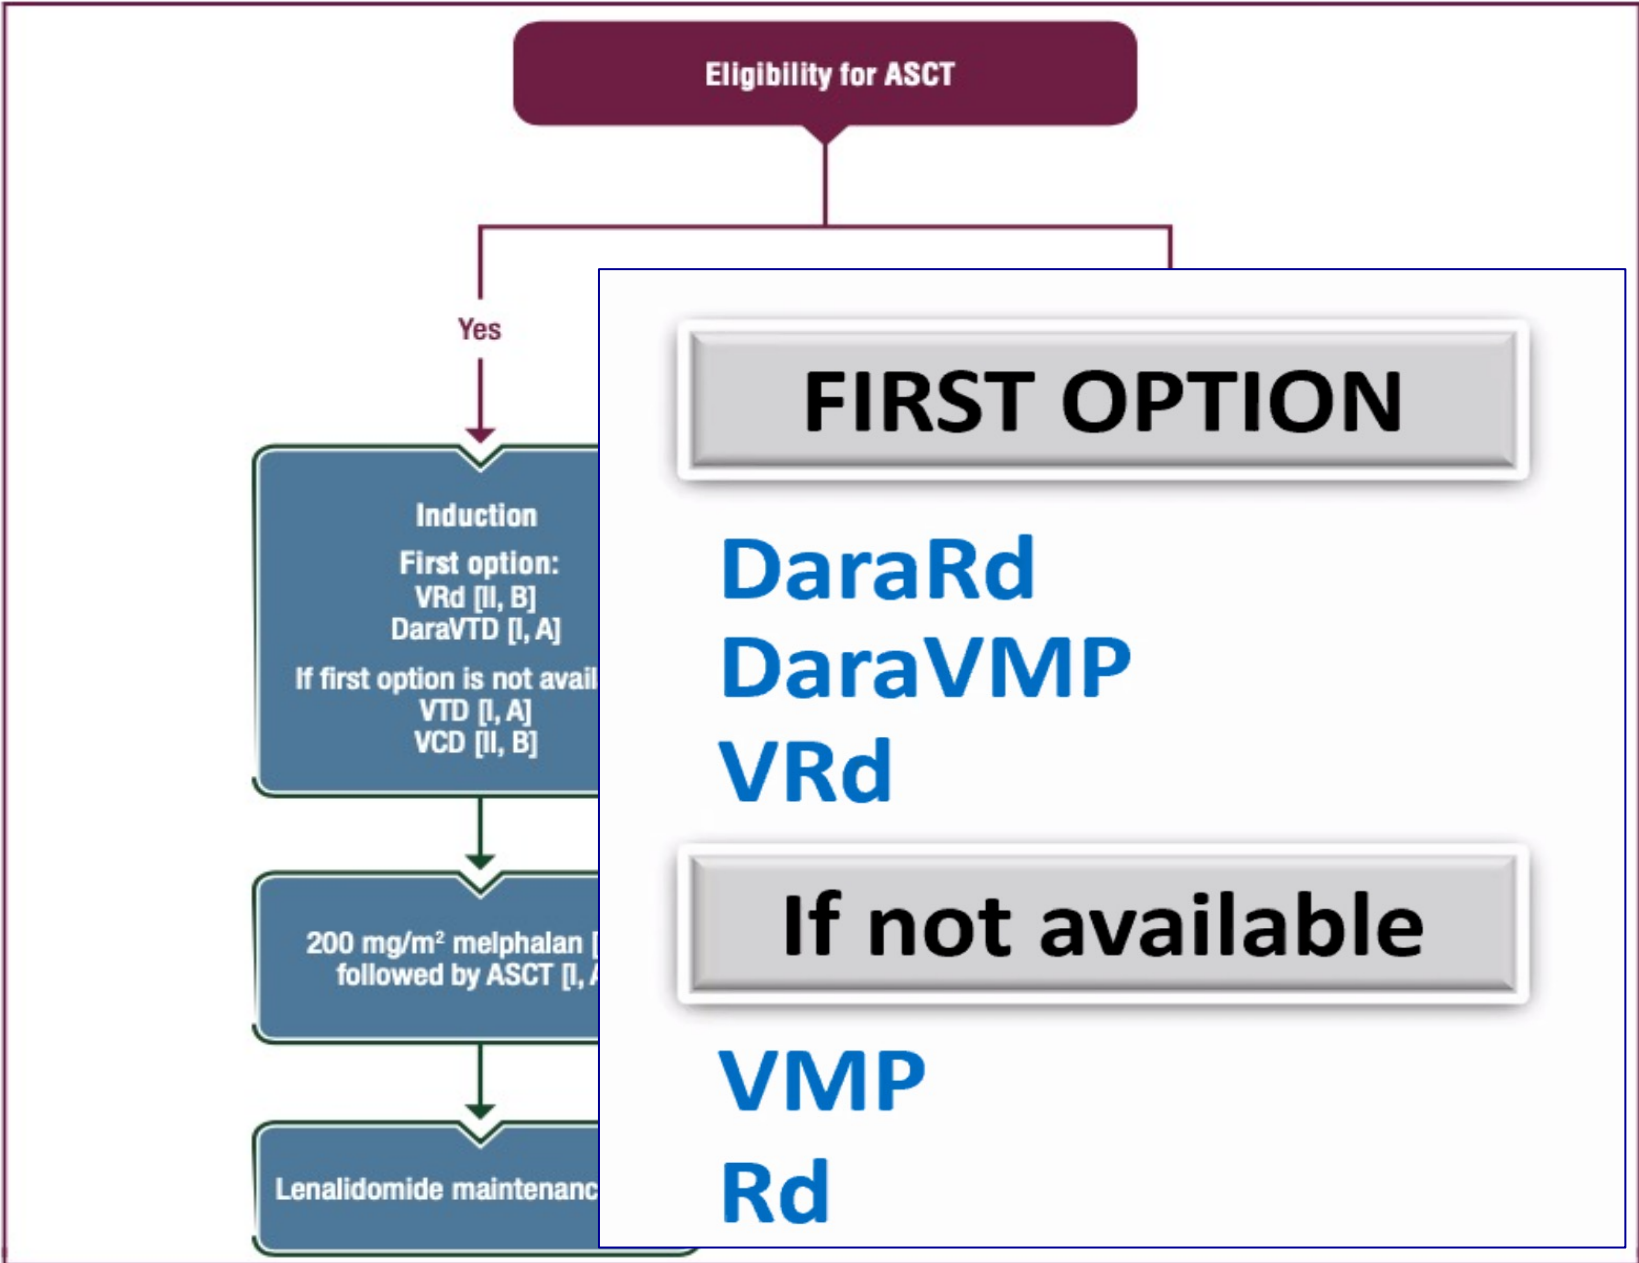 Eligibility for ASCT
Yes
Induction
First option:
VRd [II, B]
DaraVTD [I, A]
If first option is not avail
VTD [I, A]
VCD [II, B]
200 mg/m² melphalan [
followed by ASCT [I, A
Lenalidomide maintenanc
FIRST OPTION
DaraRd
DaraVMP
VRd
If not available
VMP
Rd